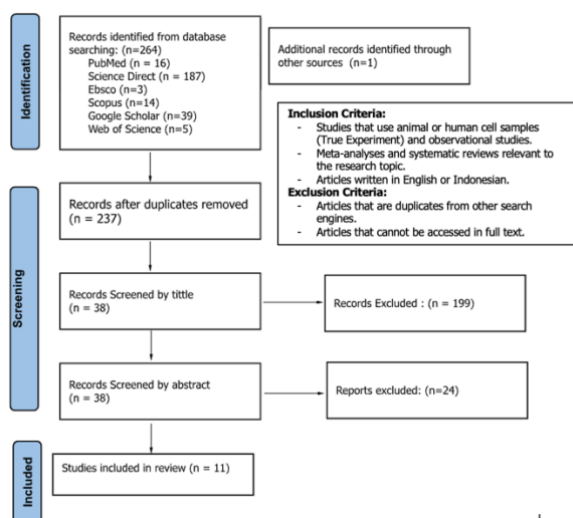 Identification
Records identified from database
searching: (n=264)
PubMed (n = 16)
Science Direct (n = 187)
Ebsco (n=3)
Scopus (n=14)
Google Scholar (n=39)
Web of Science (n=5)
Additional records identified through
other sources (n=1)
Inclusion Criteria:
- Studies that use animal or human cell samples
(True Experiment) and observational studies.
- Meta-analyses and systematic reviews relevant to
the research topic.
- Articles written in English or Indonesian.
Exclusion Criteria:
- Articles that are duplicates from other search
engines.
- Articles that cannot be accessed in full text.
Screening
Records after duplicates removed
(n = 237)
Records Screened by tittle
(n = 38)
Records Excluded : (n = 199)
Records Screened by abstract
(n = 38)
Reports excluded: (n=24)
Included
Studies included in review (n = 11)